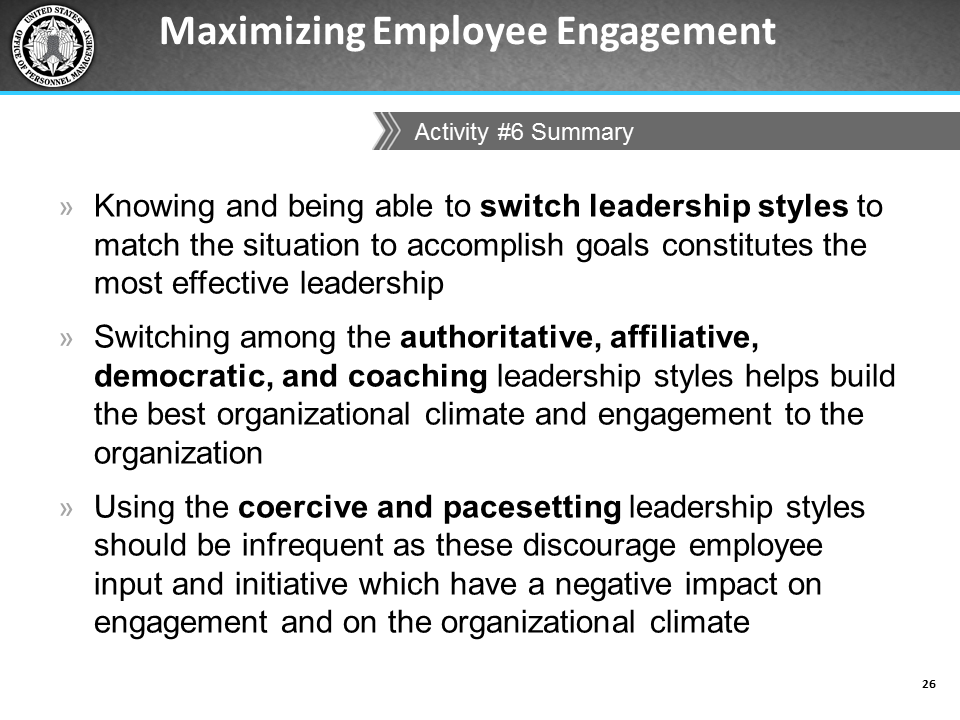 Maximizing Employee Engagement
UNITED STATES
OFFICE OF PERSONNEL MANAGEMENT
Activity #6 Summary
» Knowing and being able to switch leadership styles to
match the situation to accomplish goals constitutes the
most effective leadership
» Switching among the authoritative, affiliative,
democratic, and coaching leadership styles helps build
the best organizational climate and engagement to the
organization
» Using the coercive and pacesetting leadership styles
should be infrequent as these discourage employee
input and initiative which have a negative impact on
engagement and on the organizational climate
26